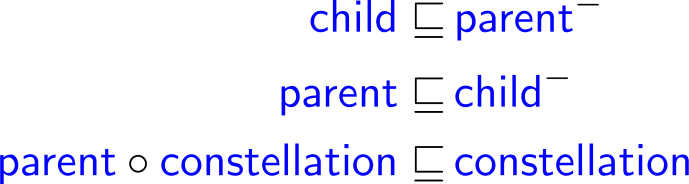 child ⊑ parent⁻
parent ⊑ child⁻
parent ∘ constellation ⊑ constellation